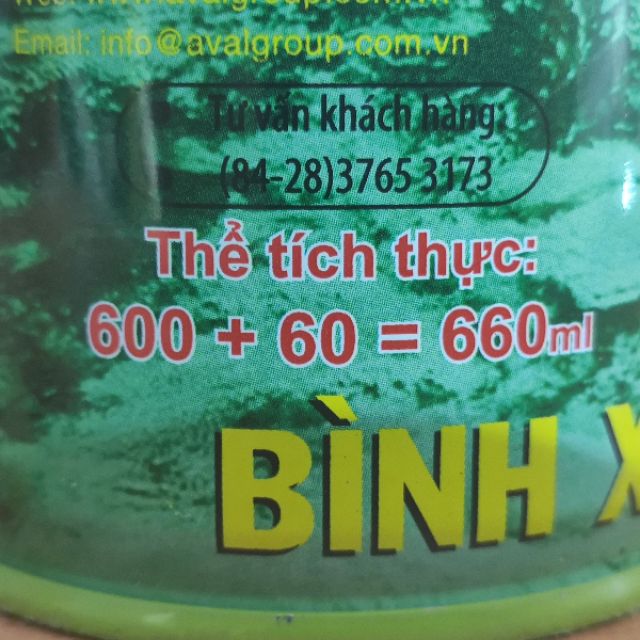 Email: info@avalgroup.com.vn
Tư vấn khách hàng:
(84-28)3765 3173
Thể tích thực:
600 + 60 = 660ml
BÌNH X